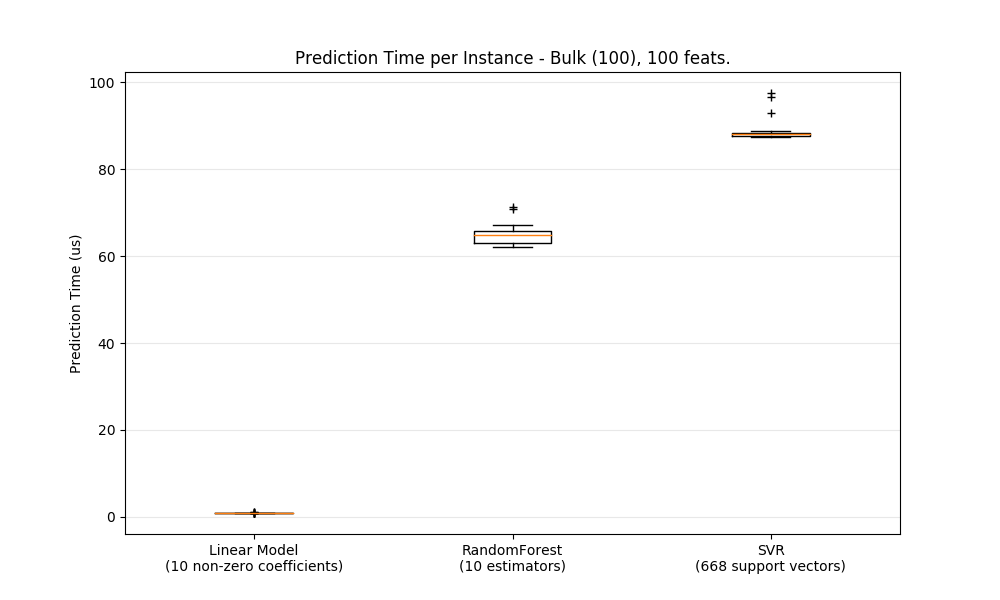 Prediction Time per Instance - Bulk (100), 100 feats.
100
80
60
40
20
0
Prediction Time (us)
Linear Model
(10 non-zero coefficients)
RandomForest
(10 estimators)
SVR
(668 support vectors)